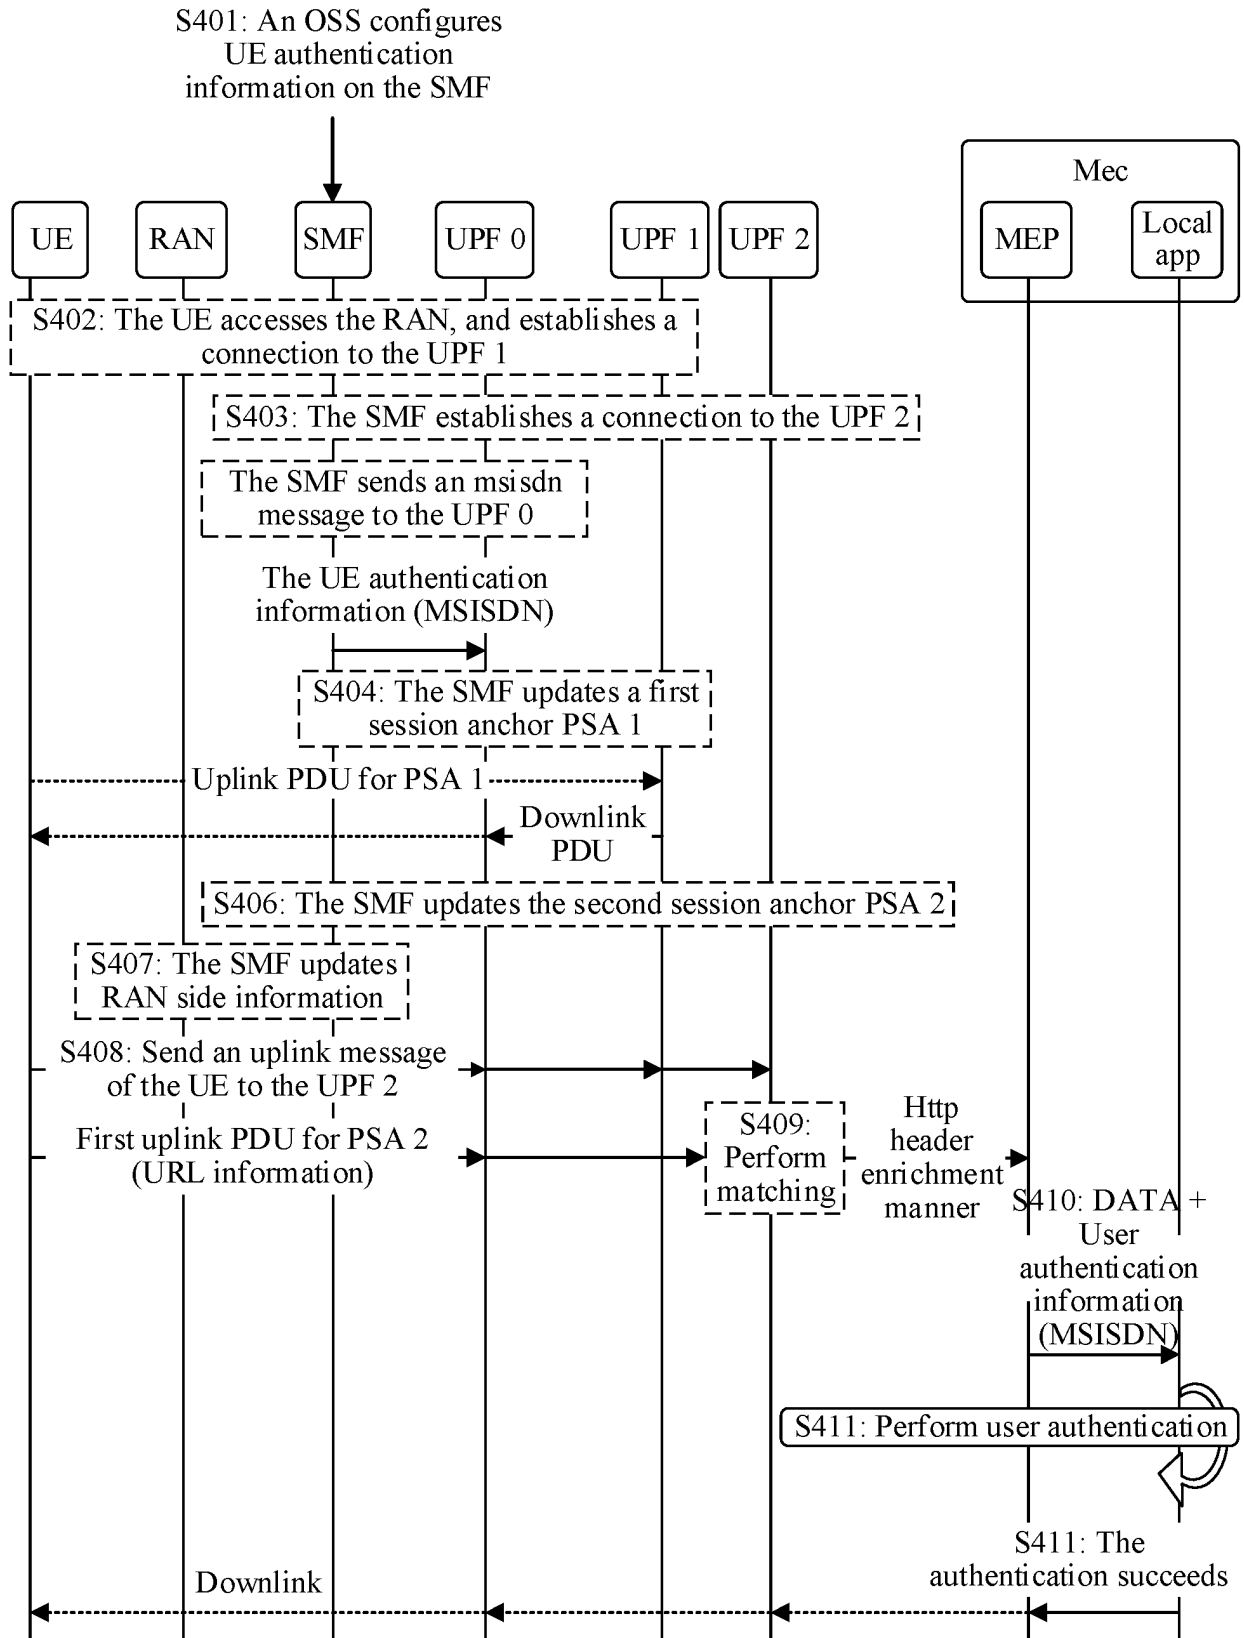 S401: An OSS configures
UE authentication
information on the SMF
Mec
UE
RAN
SMF
UPF 0
UPF 1
UPF 2
MEP
Local
app
S402: The UE accesses the RAN, and establishes a
connection to the UPF 1
S403: The SMF establishes a connection to the UPF 2
The SMF sends an msisdn
message to the UPF 0
The UE authentication
information (MSISDN)
S404: The SMF updates a first
session anchor PSA 1
Uplink PDU for PSA 1
Downlink
PDU
S406: The SMF updates the second session anchor PSA 2
S407: The SMF updates
RAN side information
S408: Send an uplink message
of the UE to the UPF 2
First uplink PDU for PSA 2
(URL information)
S409:
Perform
matching
Http
header
enrichment
manner
S410: DATA +
User
authentication
information
(MSISDN)
S411: Perform user authentication
S411: The
authentication succeeds
Downlink